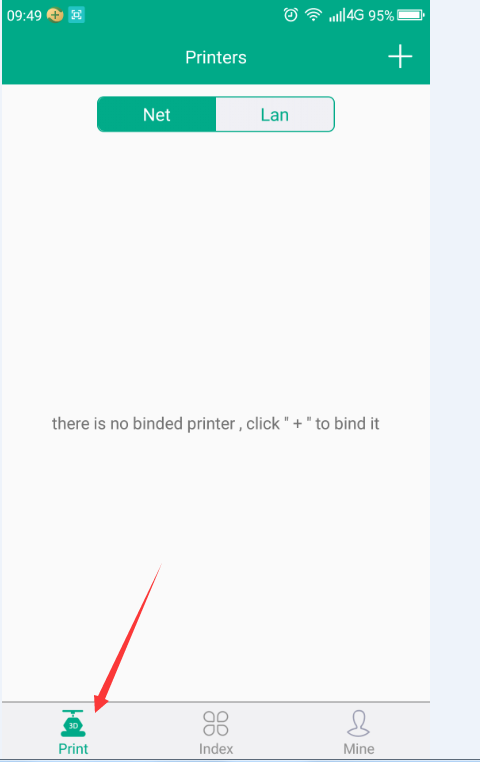 09:49 4G 95%
Printers
Net Lan
there is no binded printer , click " + " to bind it
3D
Print Index Mine